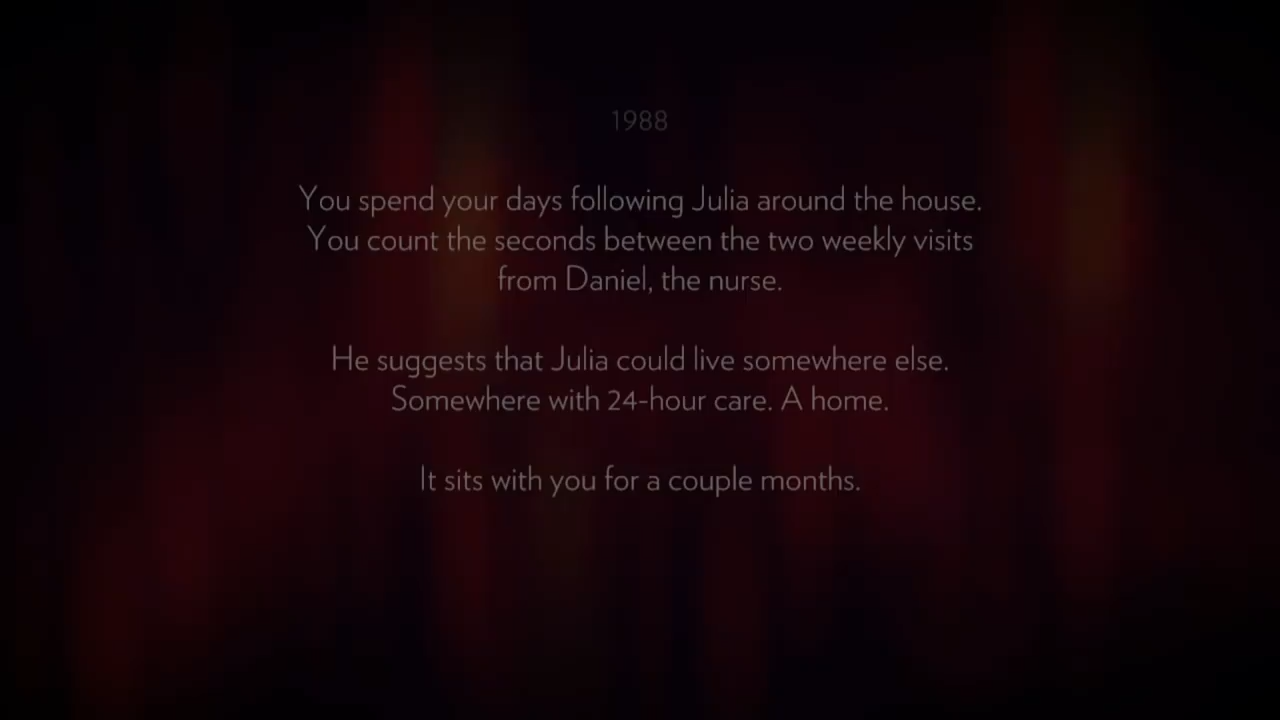 1988
You spend your days following Julia around the house.
You count the seconds between the two weekly visits
from Daniel, the nurse.
He suggests that Julia could live somewhere else.
Somewhere with 24-hour care. A home.
It sits with you for a couple months.